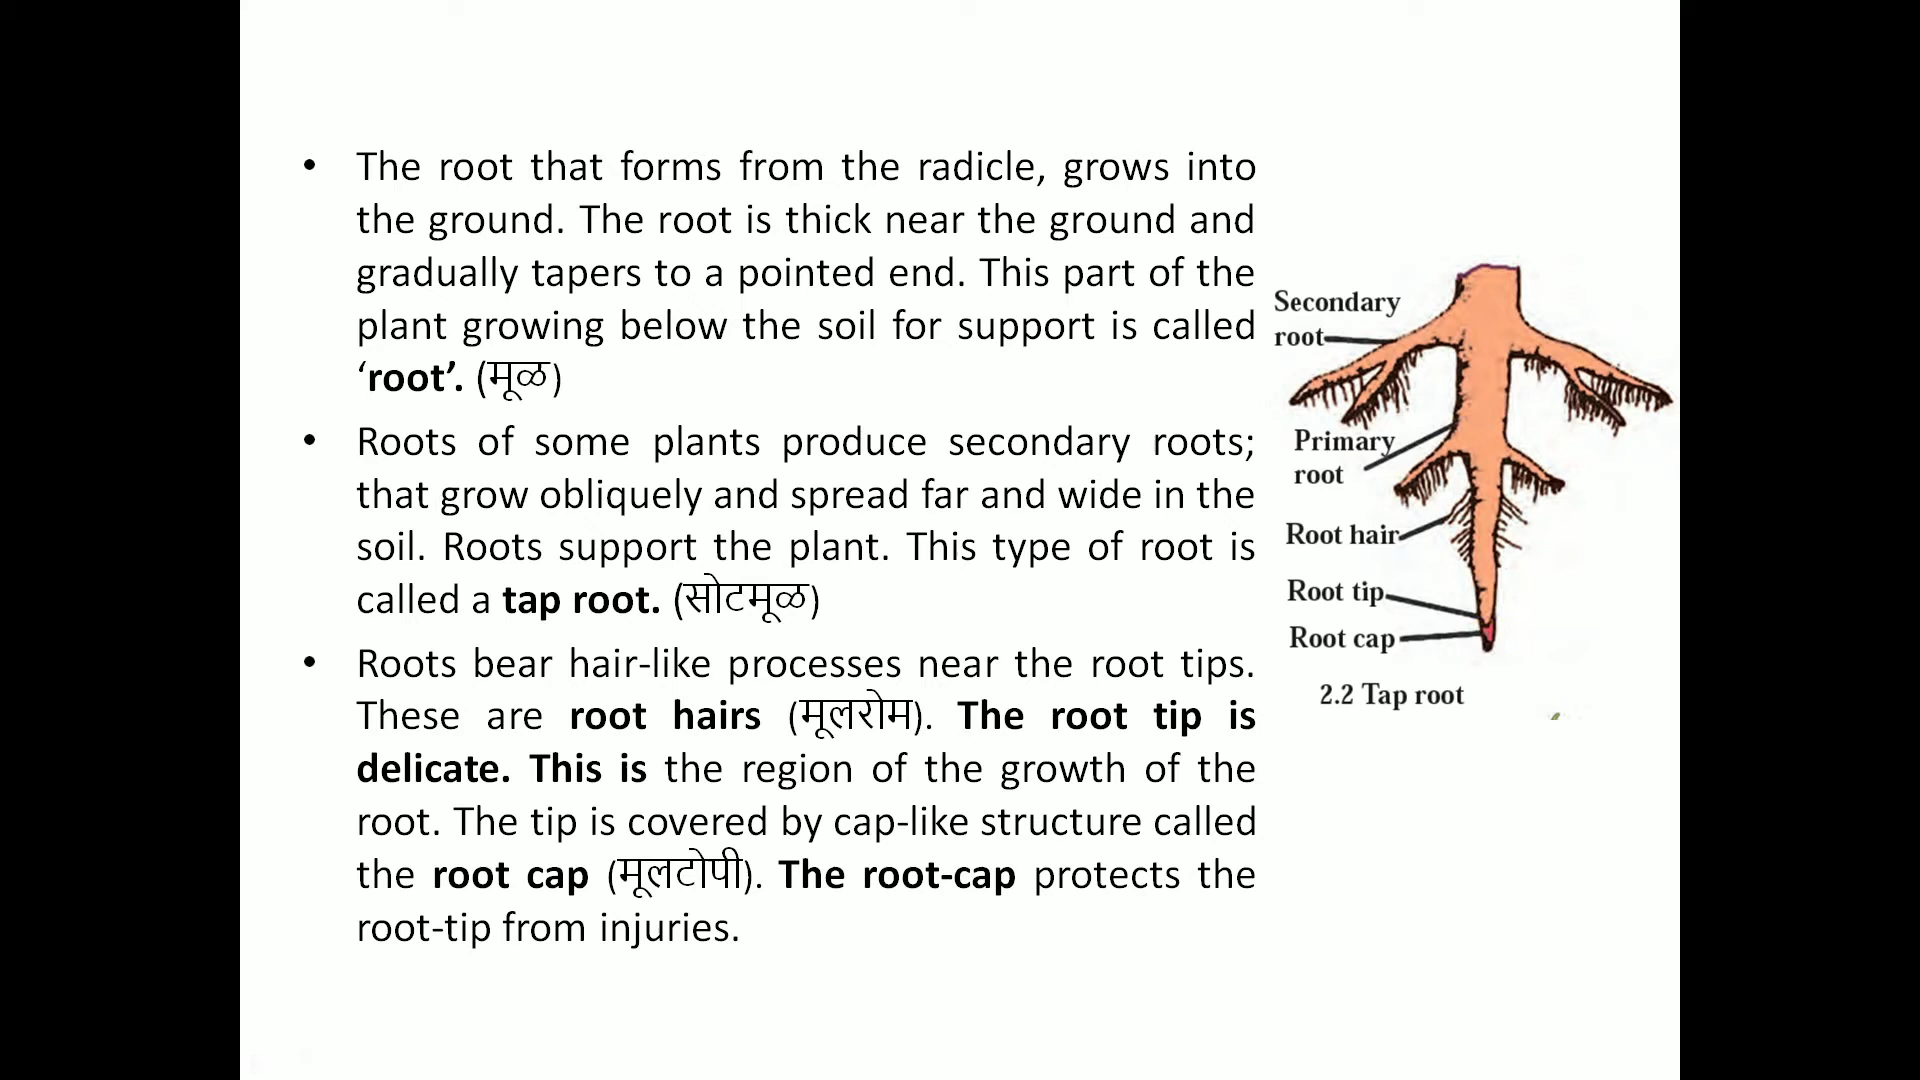 • The root that forms from the radicle, grows into
the ground. The root is thick near the ground and
gradually tapers to a pointed end. This part of the
plant growing below the soil for support is called
‘root’. (मूळ)
• Roots of some plants produce secondary roots;
that grow obliquely and spread far and wide in the
soil. Roots support the plant. This type of root is
called a tap root. (सोटमूळ)
• Roots bear hair-like processes near the root tips.
These are root hairs (मूलरोम). The root tip is
delicate. This is the region of the growth of the
root. The tip is covered by cap-like structure called
the root cap (मूलटोपी). The root-cap protects the
root-tip from injuries.
Secondary
root
Primary
root
Root hair
Root tip
Root cap
2.2 Tap root